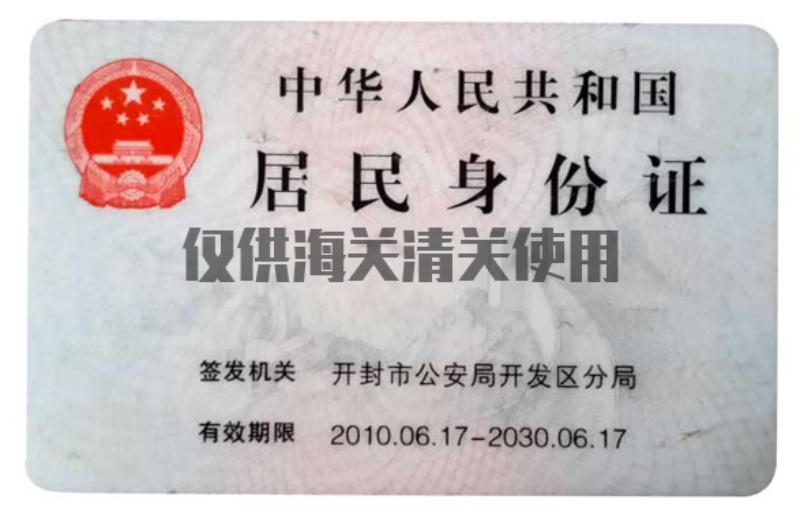 中华人民共和国
居民身份证
仅供海关清关使用
签发机关 开封市公安局开发区分局
有效期限 2010.06.17-2030.06.17